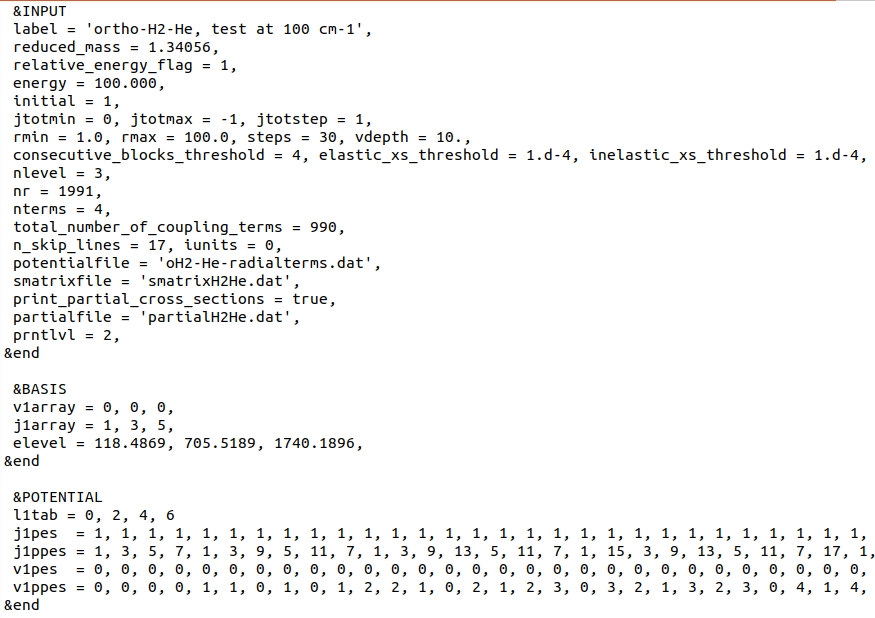 &INPUT
label = 'ortho-H2-He, test at 100 cm-1',
reduced_mass = 1.34056,
relative_energy_flag = 1,
energy = 100.000,
initial = 1,
jtotmin = 0, jtotmax = -1, jtotstep = 1,
rmin = 1.0, rmax = 100.0, steps = 30, vdepth = 10.,
consecutive_blocks_threshold = 4, elastic_xs_threshold = 1.d-4, inelastic_xs_threshold = 1.d-4,
nlevel = 3,
nr = 1991,
nterms = 4,
total_number_of_coupling_terms = 990,
n_skip_lines = 17, iunits = 0,
potentialfile = 'oH2-He-radialterms.dat',
smatrixfile = 'smatrixH2He.dat',
print_partial_cross_sections = true,
partialfile = 'partialH2He.dat',
prntlvl = 2,
&end
&BASIS
v1array = 0, 0, 0,
j1array = 1, 3, 5,
elevel = 118.4869, 705.5189, 1740.1896,
&end
&POTENTIAL
l1tab = 0, 2, 4, 6
j1pes  = 1, 1, 1, 1, 1, 1, 1, 1, 1, 1, 1, 1, 1, 1, 1, 1, 1, 1, 1, 1, 1, 1, 1, 1, 1, 1, 1, 1, 1,
j1ppes = 1, 3, 5, 7, 1, 3, 9, 5, 11, 7, 1, 3, 9, 13, 5, 11, 7, 1, 15, 3, 9, 13, 5, 11, 7, 17, 1,
v1pes  = 0, 0, 0, 0, 0, 0, 0, 0, 0, 0, 0, 0, 0, 0, 0, 0, 0, 0, 0, 0, 0, 0, 0, 0, 0, 0, 0, 0, 0,
v1ppes = 0, 0, 0, 0, 1, 1, 0, 1, 0, 1, 2, 2, 1, 0, 2, 1, 2, 3, 0, 3, 2, 1, 3, 2, 3, 0, 4, 1, 4,
&end